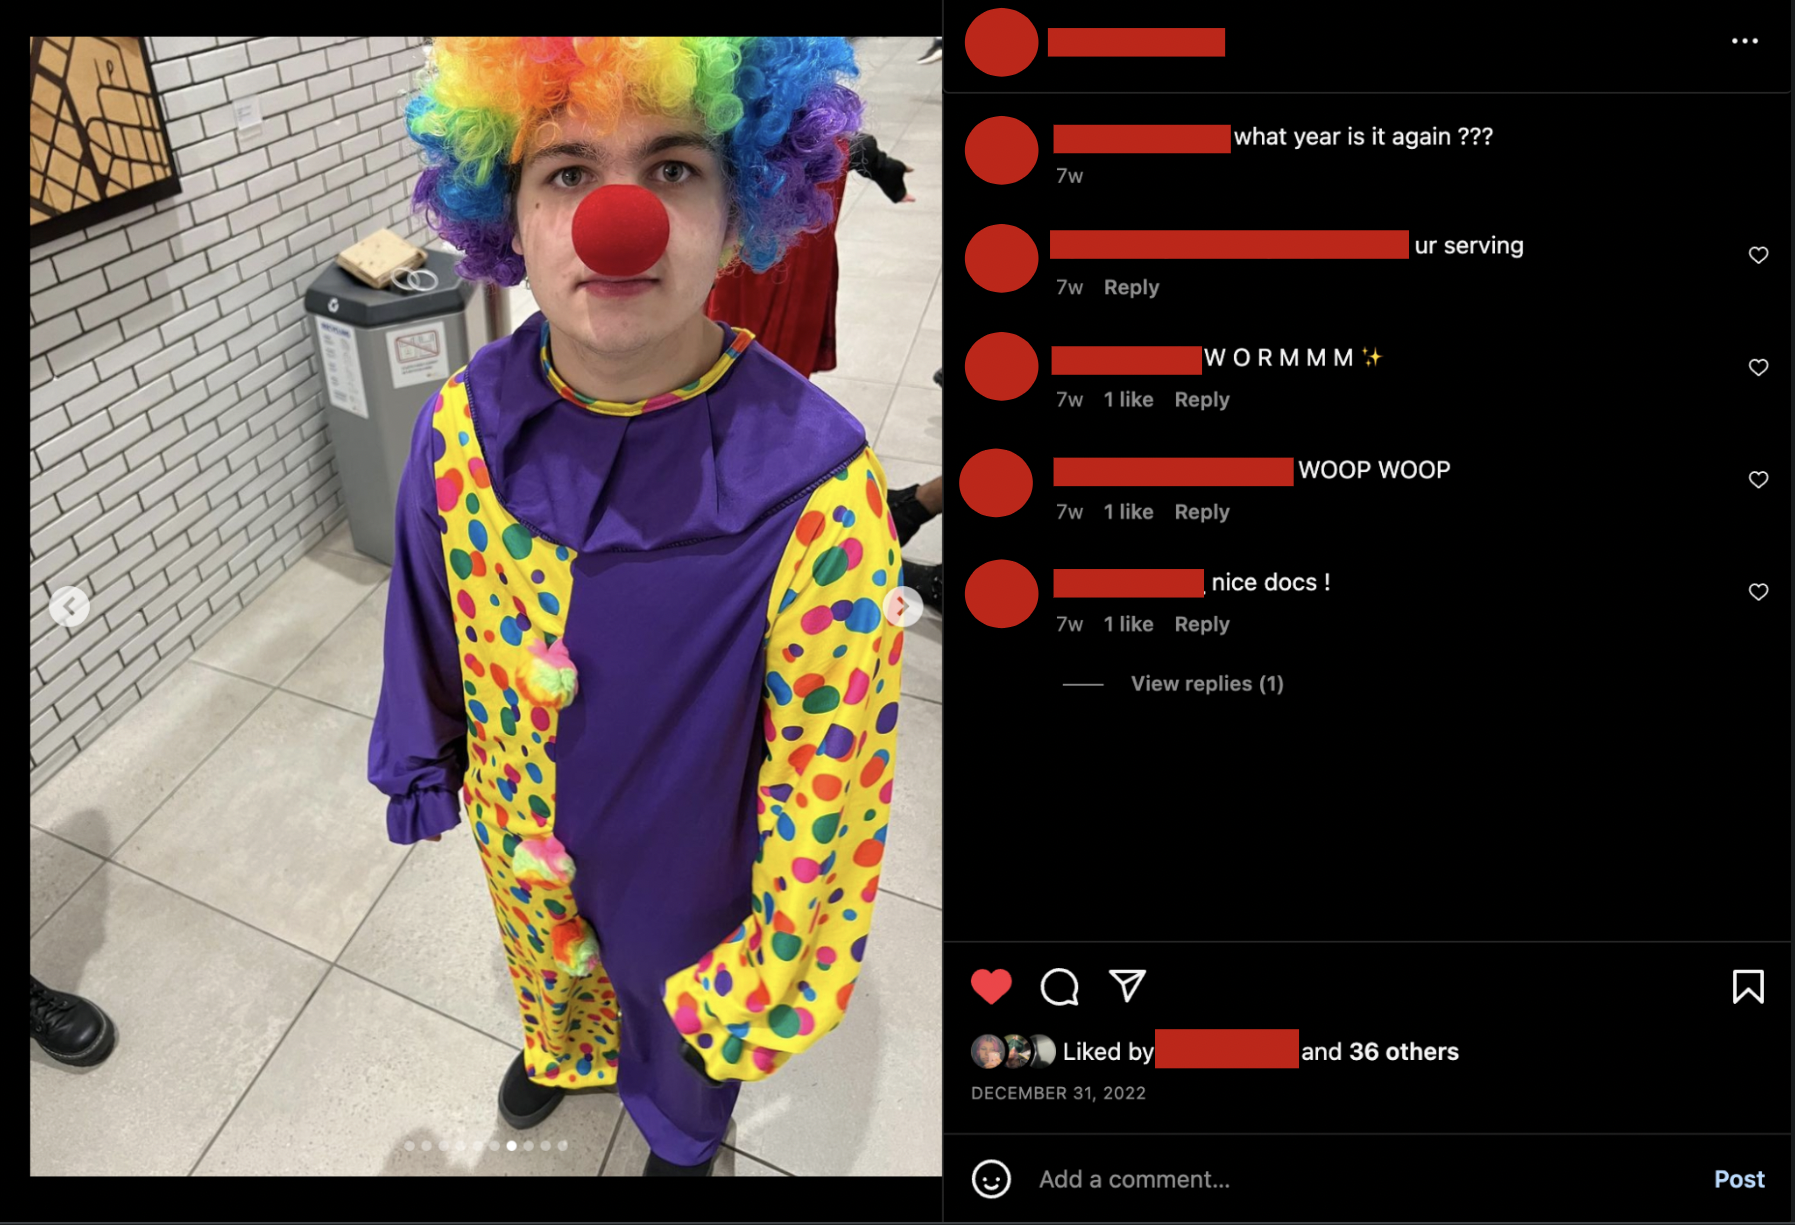 what year is it again ???
7w
ur serving
7w Reply
W O R M M M ✨
7w 1 like Reply
WOOP WOOP
7w 1 like Reply
nice docs !
7w 1 like Reply
View replies (1)
Liked by and 36 others
DECEMBER 31, 2022
Add a comment... Post